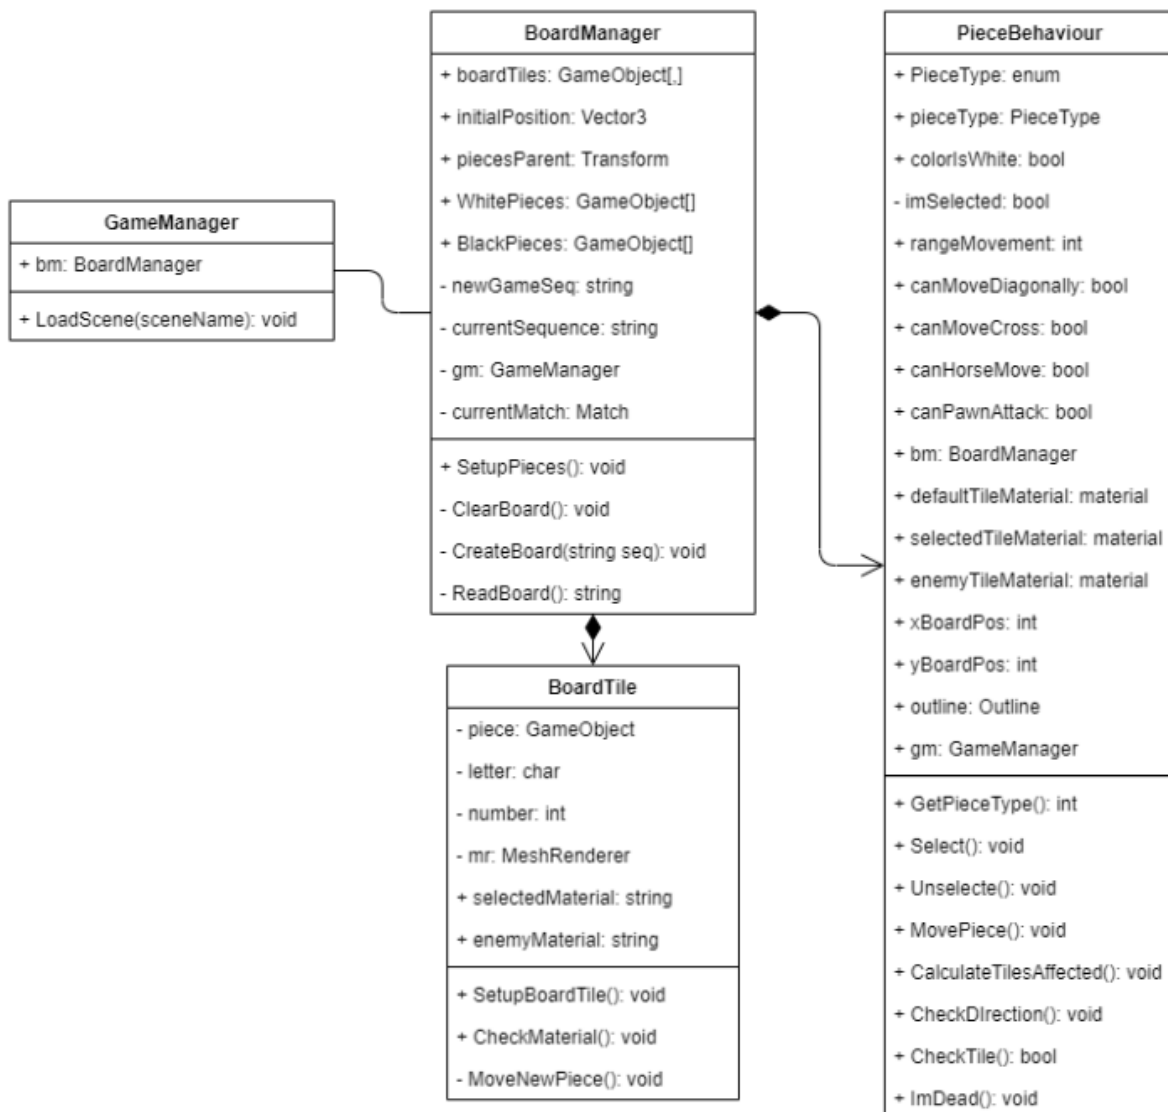 GameManager
+ bm: BoardManager
+ LoadScene(sceneName): void
BoardManager
+ boardTiles: GameObject[,]
+ initialPosition: Vector3
+ piecesParent: Transform
+ WhitePieces: GameObject[]
+ BlackPieces: GameObject[]
- newGameSeq: string
- currentSequence: string
- gm: GameManager
- currentMatch: Match
+ SetupPieces(): void
- ClearBoard(): void
- CreateBoard(string seq): void
- ReadBoard(): string
BoardTile
- piece: GameObject
- letter: char
- number: int
- mr: MeshRenderer
+ selectedMaterial: string
+ enemyMaterial: string
+ SetupBoardTile(): void
+ CheckMaterial(): void
- MoveNewPiece(): void
PieceBehaviour
+ PieceType: enum
+ pieceType: PieceType
+ colorIsWhite: bool
- imSelected: bool
+ rangeMovement: int
+ canMoveDiagonally: bool
+ canMoveCross: bool
+ canHorseMove: bool
+ canPawnAttack: bool
+ bm: BoardManager
+ defaultTileMaterial: material
+ selectedTileMaterial: material
+ enemyTileMaterial: material
+ xBoardPos: int
+ yBoardPos: int
+ outline: Outline
+ gm: GameManager
+ GetPieceType(): int
+ Select(): void
+ Unselecte(): void
+ MovePiece(): void
+ CalculateTilesAffected(): void
+ CheckDIrection(): void
+ CheckTile(): bool
+ ImDead(): void